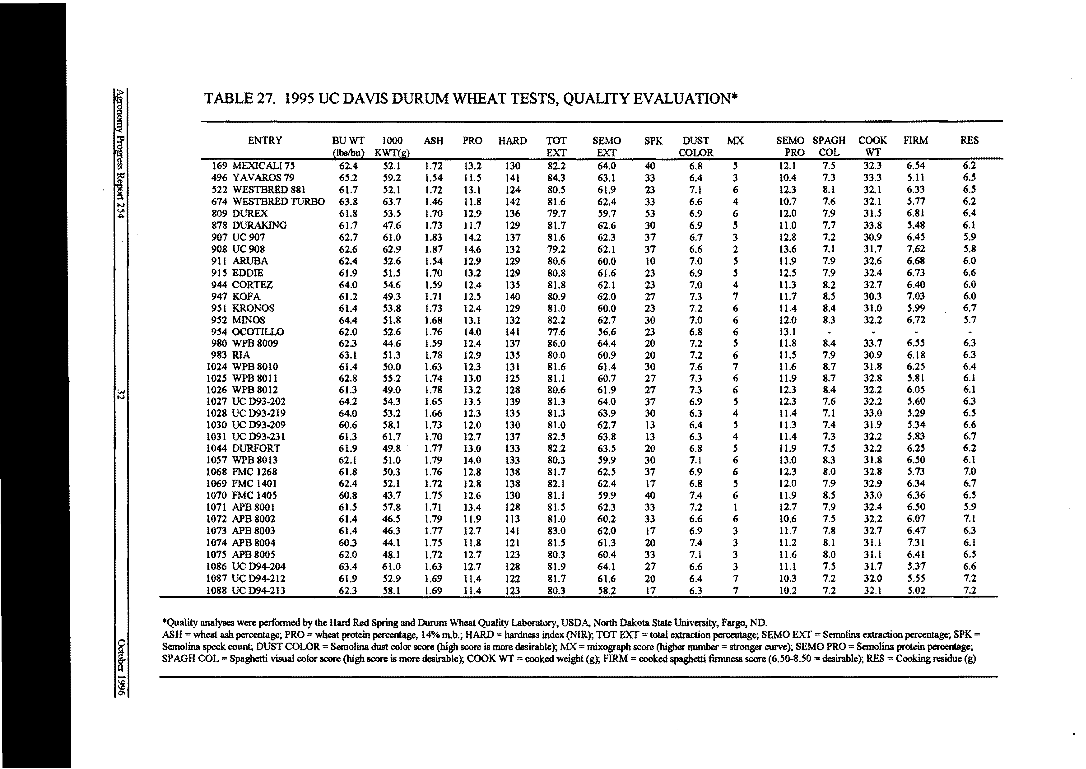 Agronomy Progress Report 254
32
October 1996
TABLE 27. 1995 UC DAVIS DURUM WHEAT TESTS, QUALITY EVALUATION*
ENTRY BU WT 1000 ASH PRO HARD TOT SEMO SPK DUST MX SEMO SPAGH COOK FIRM RES
(lbs/bu) KWT(g) EXT EXT COLOR PRO COL WT
169 MEXICALI 75 62.4 52.1 1.72 13.2 130 82.2 64.0 40 6.8 5 12.1 7.5 32.3 6.54 6.2
496 YAVAROS 79 65.2 59.2 1.54 11.5 141 84.3 63.1 33 6.4 3 10.4 7.3 33.3 5.11 6.5
522 WESTBRED 881 61.7 52.1 1.72 13.1 124 80.5 61.9 23 7.1 6 12.3 8.1 32.1 6.33 6.5
674 WESTBRED TURBO 63.8 63.7 1.46 11.8 142 81.6 62.4 33 6.6 4 10.7 7.6 32.1 5.77 6.2
809 DUREX 61.8 53.5 1.70 12.9 136 79.7 59.7 53 6.9 6 12.0 7.9 31.5 6.81 6.4
878 DURAKING 61.7 47.6 1.73 11.7 129 81.7 62.6 30 6.9 5 11.0 7.7 33.8 5.48 6.1
907 UC 907 62.7 61.0 1.83 14.2 137 81.6 62.3 37 6.7 3 12.8 7.2 30.9 6.45 5.9
908 UC 908 62.6 62.9 1.87 14.6 132 79.2 62.1 37 6.6 2 13.6 7.1 31.7 7.62 5.8
911 ARUBA 62.4 52.6 1.54 12.9 129 80.6 60.0 10 7.0 5 11.9 7.9 32.6 6.68 6.0
915 EDDIE 61.9 51.5 1.70 13.2 129 80.8 61.6 23 6.9 5 12.5 7.9 32.4 6.73 6.6
944 CORTEZ 64.0 54.6 1.59 12.4 135 81.8 62.1 23 7.0 4 11.3 8.2 32.7 6.40 6.0
947 KOFA 61.2 49.3 1.71 12.5 140 80.9 62.0 27 7.3 7 11.7 8.5 30.3 7.03 6.0
951 KRONOS 61.4 53.8 1.73 12.4 129 81.0 60.0 23 7.2 6 11.4 8.4 31.0 5.99 6.7
952 MINOS 64.4 51.8 1.68 13.1 132 82.2 62.7 30 7.0 6 12.0 8.3 32.2 6.72 5.7
954 OCOTILLO 62.0 52.6 1.76 14.0 141 77.6 56.6 23 6.8 6 13.1 - - - -
980 WPB 8009 62.3 44.6 1.59 12.4 137 86.0 64.4 20 7.2 5 11.8 8.4 33.7 6.55 6.3
983 RIA 63.1 51.3 1.78 12.9 135 80.0 60.9 20 7.2 6 11.5 7.9 30.9 6.18 6.3
1024 WPB 8010 61.4 50.0 1.63 12.3 131 81.6 61.4 30 7.6 7 11.6 8.7 31.8 6.25 6.4
1025 WPB 8011 62.8 55.2 1.74 13.0 125 81.1 60.7 27 7.3 6 11.9 8.7 32.8 5.81 6.1
1026 WPB 8012 61.3 49.0 1.78 13.2 128 80.6 61.9 27 7.3 6 12.3 8.4 32.2 6.05 6.1
1027 UC D93-202 64.2 54.3 1.65 13.5 139 81.3 64.0 37 6.9 5 12.3 7.6 32.2 5.60 6.3
1028 UC D93-219 64.0 53.2 1.66 12.3 135 81.3 63.9 30 6.3 4 11.4 7.1 33.0 5.29 6.5
1030 UC D93-209 60.6 58.1 1.73 12.0 130 81.0 62.7 13 6.4 5 11.3 7.4 31.9 5.34 6.6
1031 UC D93-231 61.3 61.7 1.70 12.7 137 82.5 63.8 13 6.3 4 11.4 7.3 32.2 5.83 6.7
1044 DURFORT 61.9 49.8 1.77 13.0 133 82.2 63.5 20 6.8 5 11.9 7.5 32.2 6.25 6.2
1057 WPB 8013 62.1 51.0 1.79 14.0 133 80.3 59.9 30 7.1 6 13.0 8.3 31.8 6.50 6.1
1068 FMC 1268 61.8 50.3 1.76 12.8 138 81.7 62.5 37 6.9 6 12.3 8.0 32.8 5.73 7.0
1069 FMC 1401 62.4 52.1 1.72 12.8 138 82.1 62.4 17 6.8 5 12.0 7.9 32.9 6.34 6.7
1070 FMC 1405 60.8 43.7 1.75 12.6 130 81.1 59.9 40 7.4 6 11.9 8.5 33.0 6.36 6.5
1071 APB 8001 61.5 57.8 1.71 13.4 128 81.5 62.3 33 7.2 1 12.7 7.9 32.4 6.50 5.9
1072 APB 8002 61.4 46.5 1.79 11.9 113 81.0 60.2 33 6.6 6 10.6 7.5 32.2 6.07 7.1
1073 APB 8003 61.4 46.3 1.77 12.7 141 83.0 62.0 17 6.9 3 11.7 7.8 32.7 6.47 6.3
1074 APB 8004 60.3 44.1 1.75 11.8 121 81.5 61.3 20 7.4 3 11.2 8.1 31.1 7.31 6.1
1075 APB 8005 62.0 48.1 1.72 12.7 123 80.3 60.4 33 7.1 3 11.6 8.0 31.1 6.41 6.5
1086 UC D94-204 63.4 61.0 1.63 12.7 128 81.9 64.1 27 6.6 3 11.1 7.5 31.7 5.37 6.6
1087 UC D94-212 61.9 52.9 1.69 11.4 122 81.7 61.6 20 6.4 7 10.3 7.2 32.0 5.55 7.2
1088 UC D94-213 62.3 58.1 1.69 11.4 123 80.3 58.2 17 6.3 7 10.2 7.2 32.1 5.02 7.2
*Quality analyses were performed by the Hard Red Spring and Durum Wheat Quality Laboratory, USDA, North Dakota State University, Fargo, ND.
ASH = wheat ash percentage; PRO = wheat protein percentage, 14% m.b.; HARD = hardness index (NIR); TOT EXT = total extraction percentage; SEMO EXT = Semolina extraction percentage; SPK =
Semolina speck count; DUST COLOR = Semolina dust color score (high score is more desirable); MX = mixograph score (higher number = stronger curve); SEMO PRO = Semolina protein percentage;
SPAGH COL = Spaghetti visual color score (high score is more desirable); COOK WT = cooked weight (g); FIRM = cooked spaghetti firmness score (6.50-8.50 = desirable); RES = Cooking residue (g)